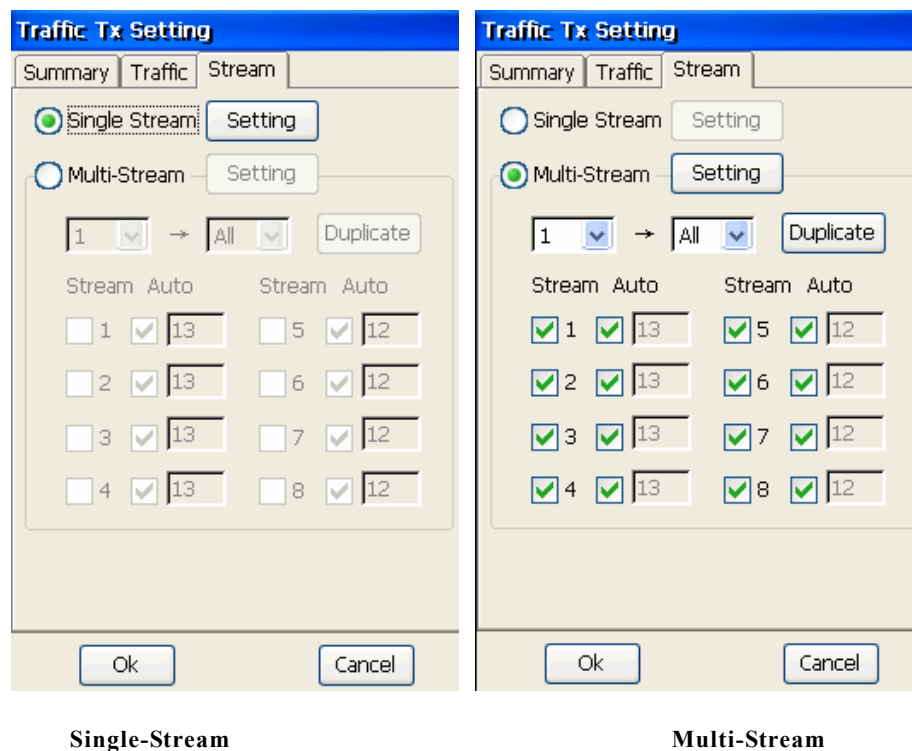 Traffic Tx Setting
Summary Traffic Stream
Single Stream Setting
Multi-Stream Setting
1 → All Duplicate
Stream Auto Stream Auto
1 13 5 12
2 13 6 12
3 13 7 12
4 13 8 12
Ok Cancel
Single-Stream
Traffic Tx Setting
Summary Traffic Stream
Single Stream Setting
Multi-Stream Setting
1 → All Duplicate
Stream Auto Stream Auto
1 13 5 12
2 13 6 12
3 13 7 12
4 13 8 12
Ok Cancel
Multi-Stream